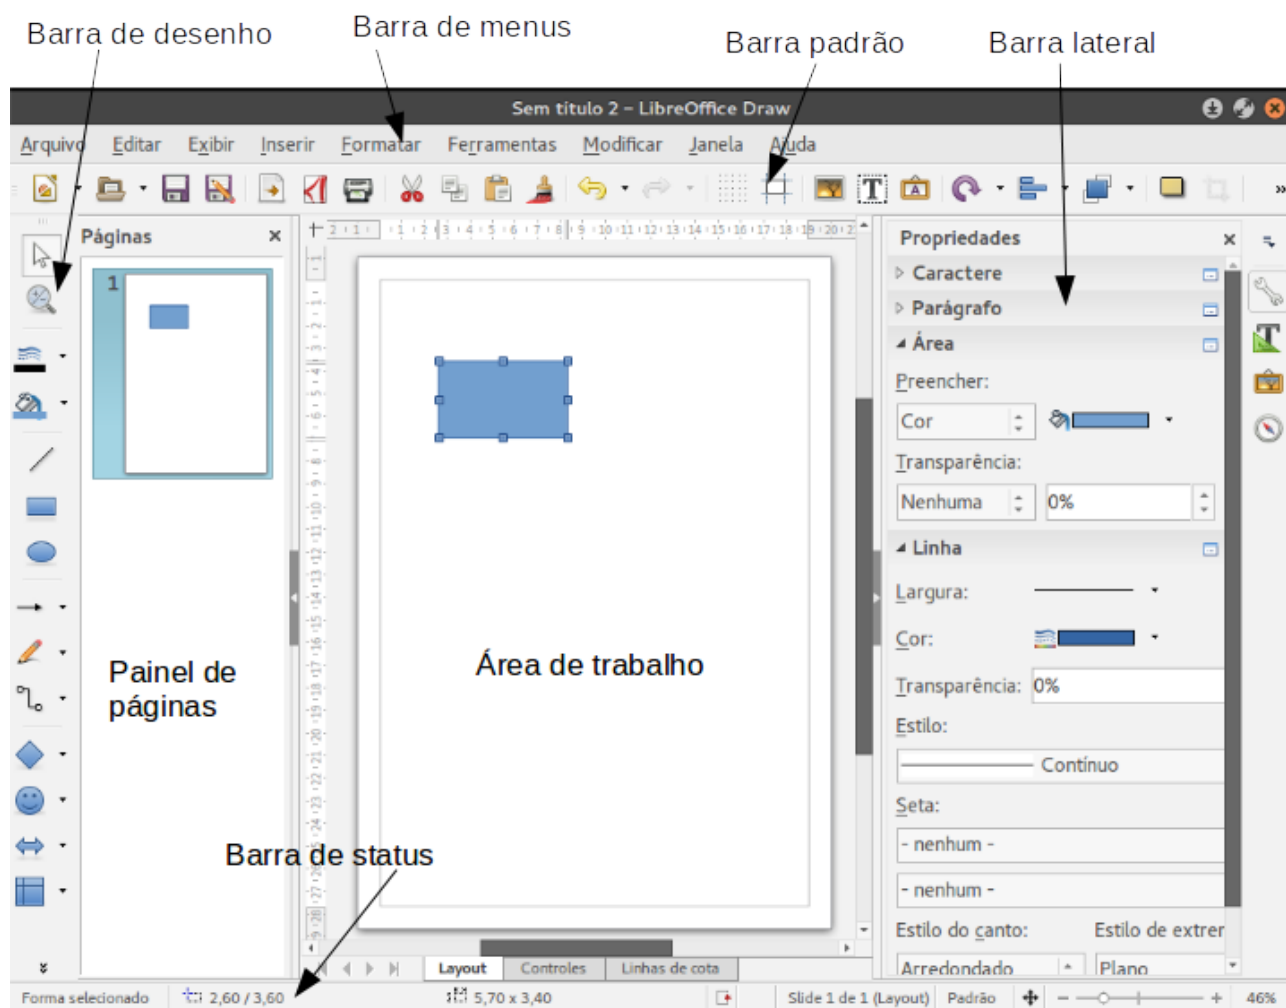 Barra de desenho
Barra de menus
Barra padrão
Barra lateral
Sem título 2 – LibreOffice Draw
Arquivo Editar Exibir Inserir Formatar Ferramentas Modificar Janela Ajuda
Páginas
1
Propriedades
Caractere
Parágrafo
Área
Preencher:
Cor
Transparência:
Nenhuma 0%
Linha
Largura:
Cor:
Transparência: 0%
Estilo:
Contínuo
Seta:
- nenhum -
- nenhum -
Estilo do canto: Estilo de extrer
Arredondado Plano
Painel de
páginas
Área de trabalho
Barra de status
Layout Controles Linhas de cota
Forma selecionado 2,60 / 3,60 5,70 x 3,40 Slide 1 de 1 (Layout) Padrão 46%